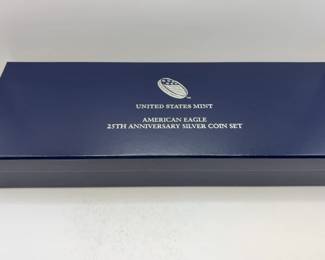 UNITED STATES MINT
AMERICAN EAGLE
25TH ANNIVERSARY SILVER COIN SET